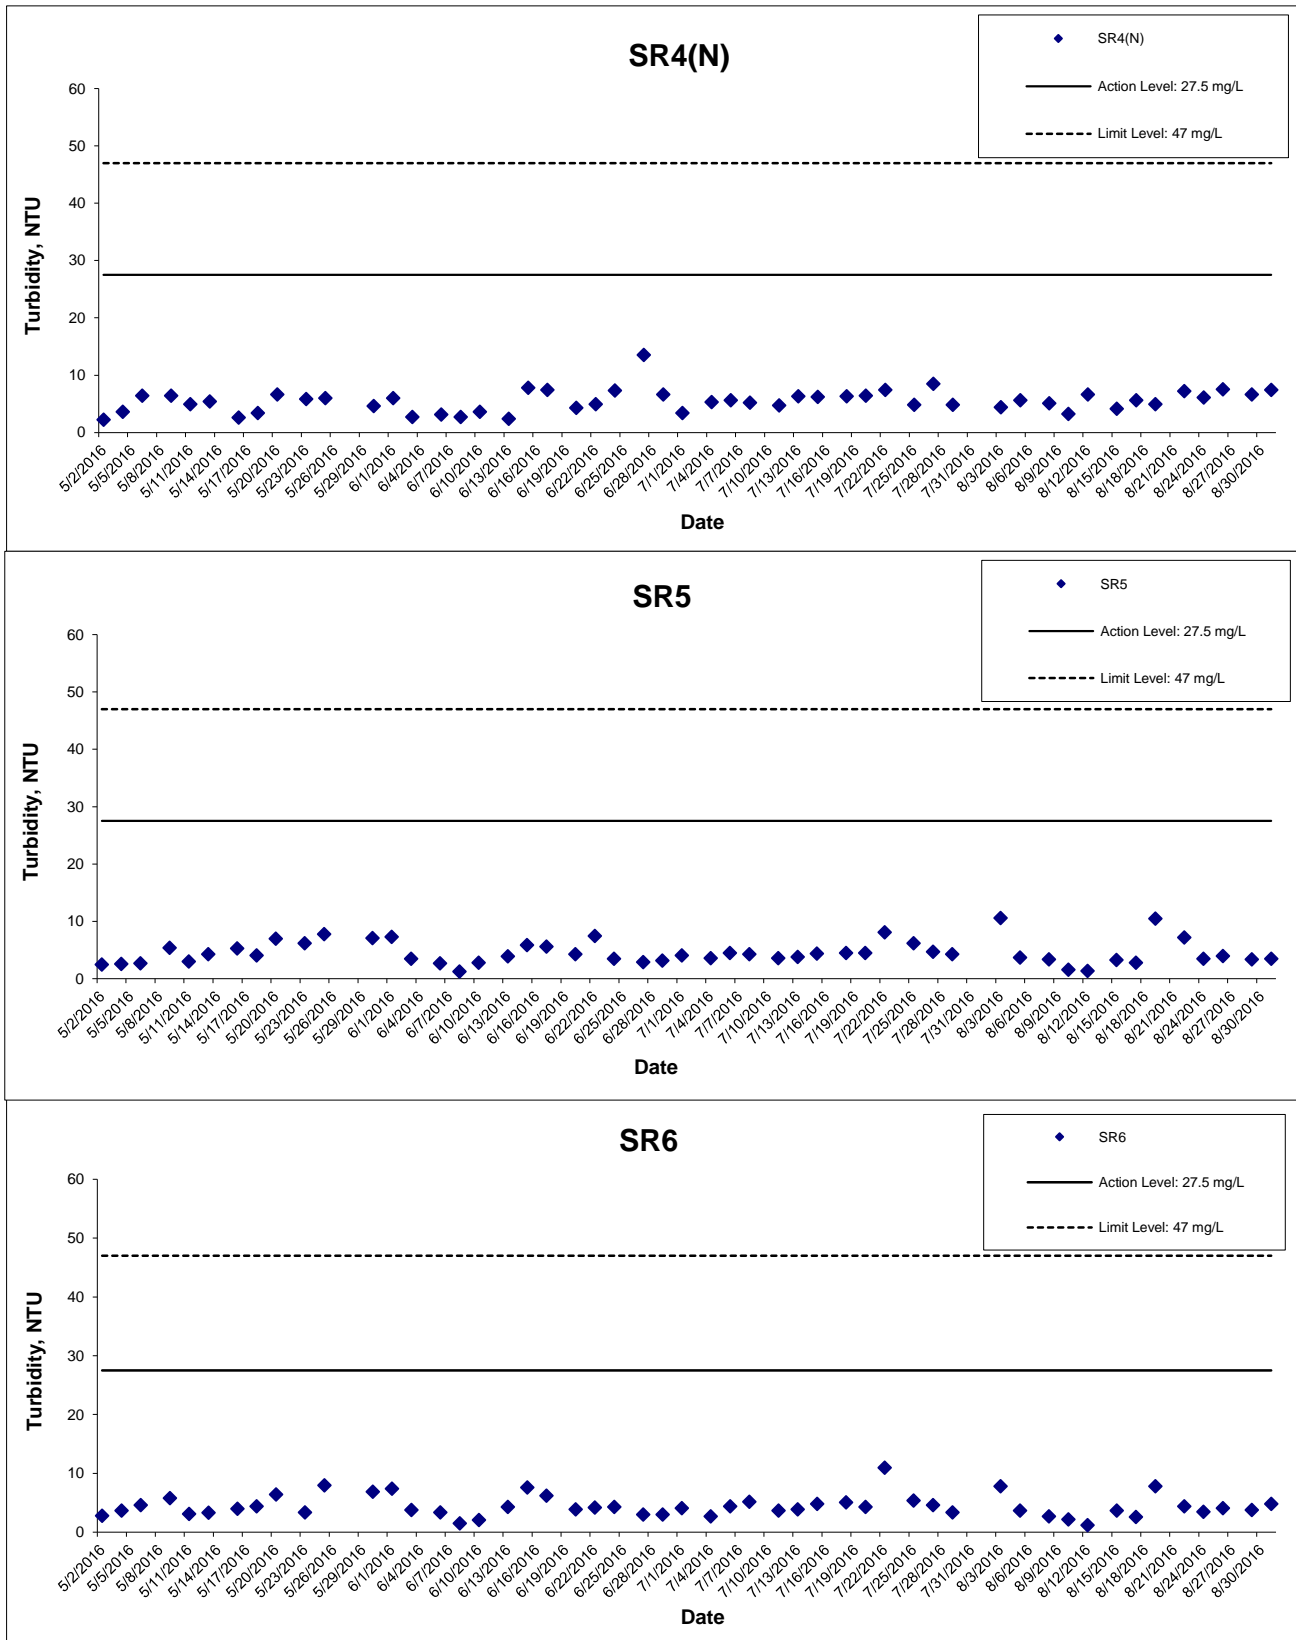 SR4(N)
SR4(N)
Action Level: 27.5 mg/L
Limit Level: 47 mg/L
60
50
40
30
20
10
0
Turbidity, NTU
5/2/2016 5/5/2016 5/8/2016 5/11/2016 5/14/2016 5/17/2016 5/20/2016 5/23/2016 5/26/2016 5/29/2016 6/1/2016 6/4/2016 6/7/2016 6/10/2016 6/13/2016 6/16/2016 6/19/2016 6/22/2016 6/25/2016 6/28/2016 7/1/2016 7/4/2016 7/7/2016 7/10/2016 7/13/2016 7/16/2016 7/19/2016 7/22/2016 7/25/2016 7/28/2016 7/31/2016 8/3/2016 8/6/2016 8/9/2016 8/12/2016 8/15/2016 8/18/2016 8/21/2016 8/24/2016 8/27/2016 8/30/2016
Date
SR5
SR5
Action Level: 27.5 mg/L
Limit Level: 47 mg/L
60
50
40
30
20
10
0
Turbidity, NTU
5/2/2016 5/5/2016 5/8/2016 5/11/2016 5/14/2016 5/17/2016 5/20/2016 5/23/2016 5/26/2016 5/29/2016 6/1/2016 6/4/2016 6/7/2016 6/10/2016 6/13/2016 6/16/2016 6/19/2016 6/22/2016 6/25/2016 6/28/2016 7/1/2016 7/4/2016 7/7/2016 7/10/2016 7/13/2016 7/16/2016 7/19/2016 7/22/2016 7/25/2016 7/28/2016 7/31/2016 8/3/2016 8/6/2016 8/9/2016 8/12/2016 8/15/2016 8/18/2016 8/21/2016 8/24/2016 8/27/2016 8/30/2016
Date
SR6
SR6
Action Level: 27.5 mg/L
Limit Level: 47 mg/L
60
50
40
30
20
10
0
Turbidity, NTU
5/2/2016 5/5/2016 5/8/2016 5/11/2016 5/14/2016 5/17/2016 5/20/2016 5/23/2016 5/26/2016 5/29/2016 6/1/2016 6/4/2016 6/7/2016 6/10/2016 6/13/2016 6/16/2016 6/19/2016 6/22/2016 6/25/2016 6/28/2016 7/1/2016 7/4/2016 7/7/2016 7/10/2016 7/13/2016 7/16/2016 7/19/2016 7/22/2016 7/25/2016 7/28/2016 7/31/2016 8/3/2016 8/6/2016 8/9/2016 8/12/2016 8/15/2016 8/18/2016 8/21/2016 8/24/2016 8/27/2016 8/30/2016
Date